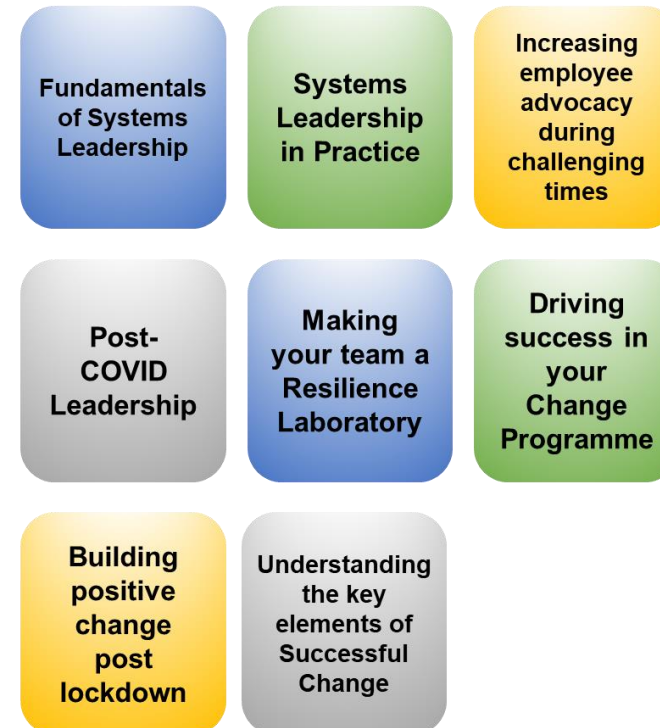 Fundamentals
of Systems
Leadership
Systems
Leadership
in Practice
Increasing
employee
advocacy
during
challenging
times
Post-
COVID
Leadership
Making
your team a
Resilience
Laboratory
Driving
success in
your
Change
Programme
Building
positive
change
post
lockdown
Understanding
the key
elements of
Successful
Change